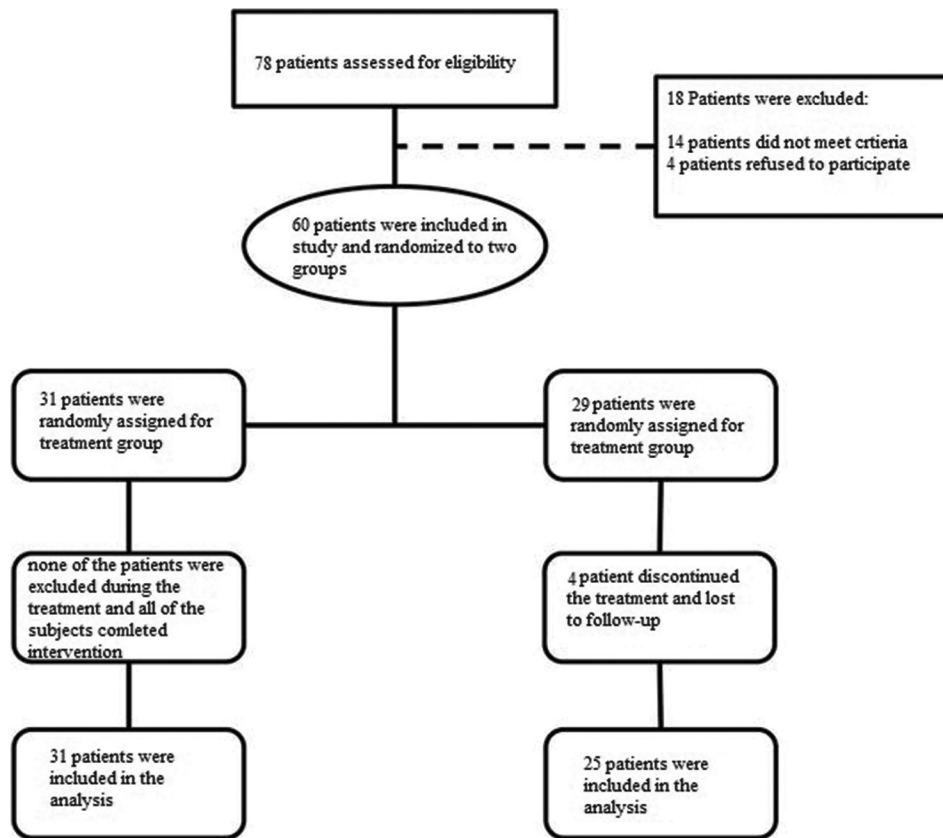 78 patients assessed for eligibility
18 Patients were excluded:
14 patients did not meet crtieria
4 patients refused to participate
60 patients were included in
study and randomized to two
groups
31 patients were
randomly assigned for
treatment group
29 patients were
randomly assigned for
treatment group
none of the patients were
excluded during the
treatment and all of the
subjects comleted
intervention
4 patient discontinued
the treatment and lost
to follow-up
31 patients were
included in the
analysis
25 patients were
included in the
analysis